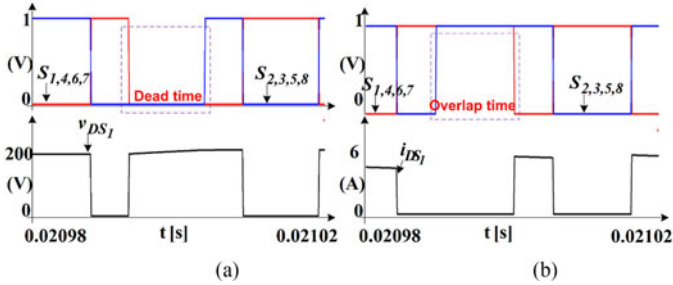 1
(V)
0
S1,4,6,7
Dead time
S2,3,5,8
vDS1
200
(V)
0
0.02098
t [s]
0.02102
(a)
1
(V)
0
S1,4,6,7
Overlap time
S2,3,5,8
6
(A)
0
iDS1
0.02098
t [s]
0.02102
(b)